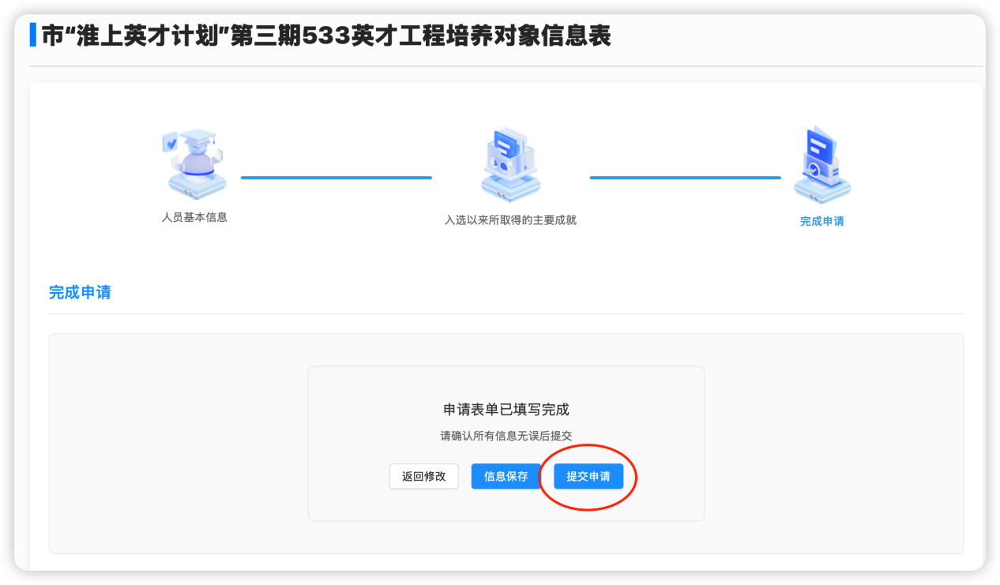 市“淮上英才计划”第三期533英才工程培养对象信息表
人员基本信息
入选以来所取得的主要成就
完成申请
完成申请
申请表单已填写完成
请确认所有信息无误后提交
返回修改
信息保存
提交申请